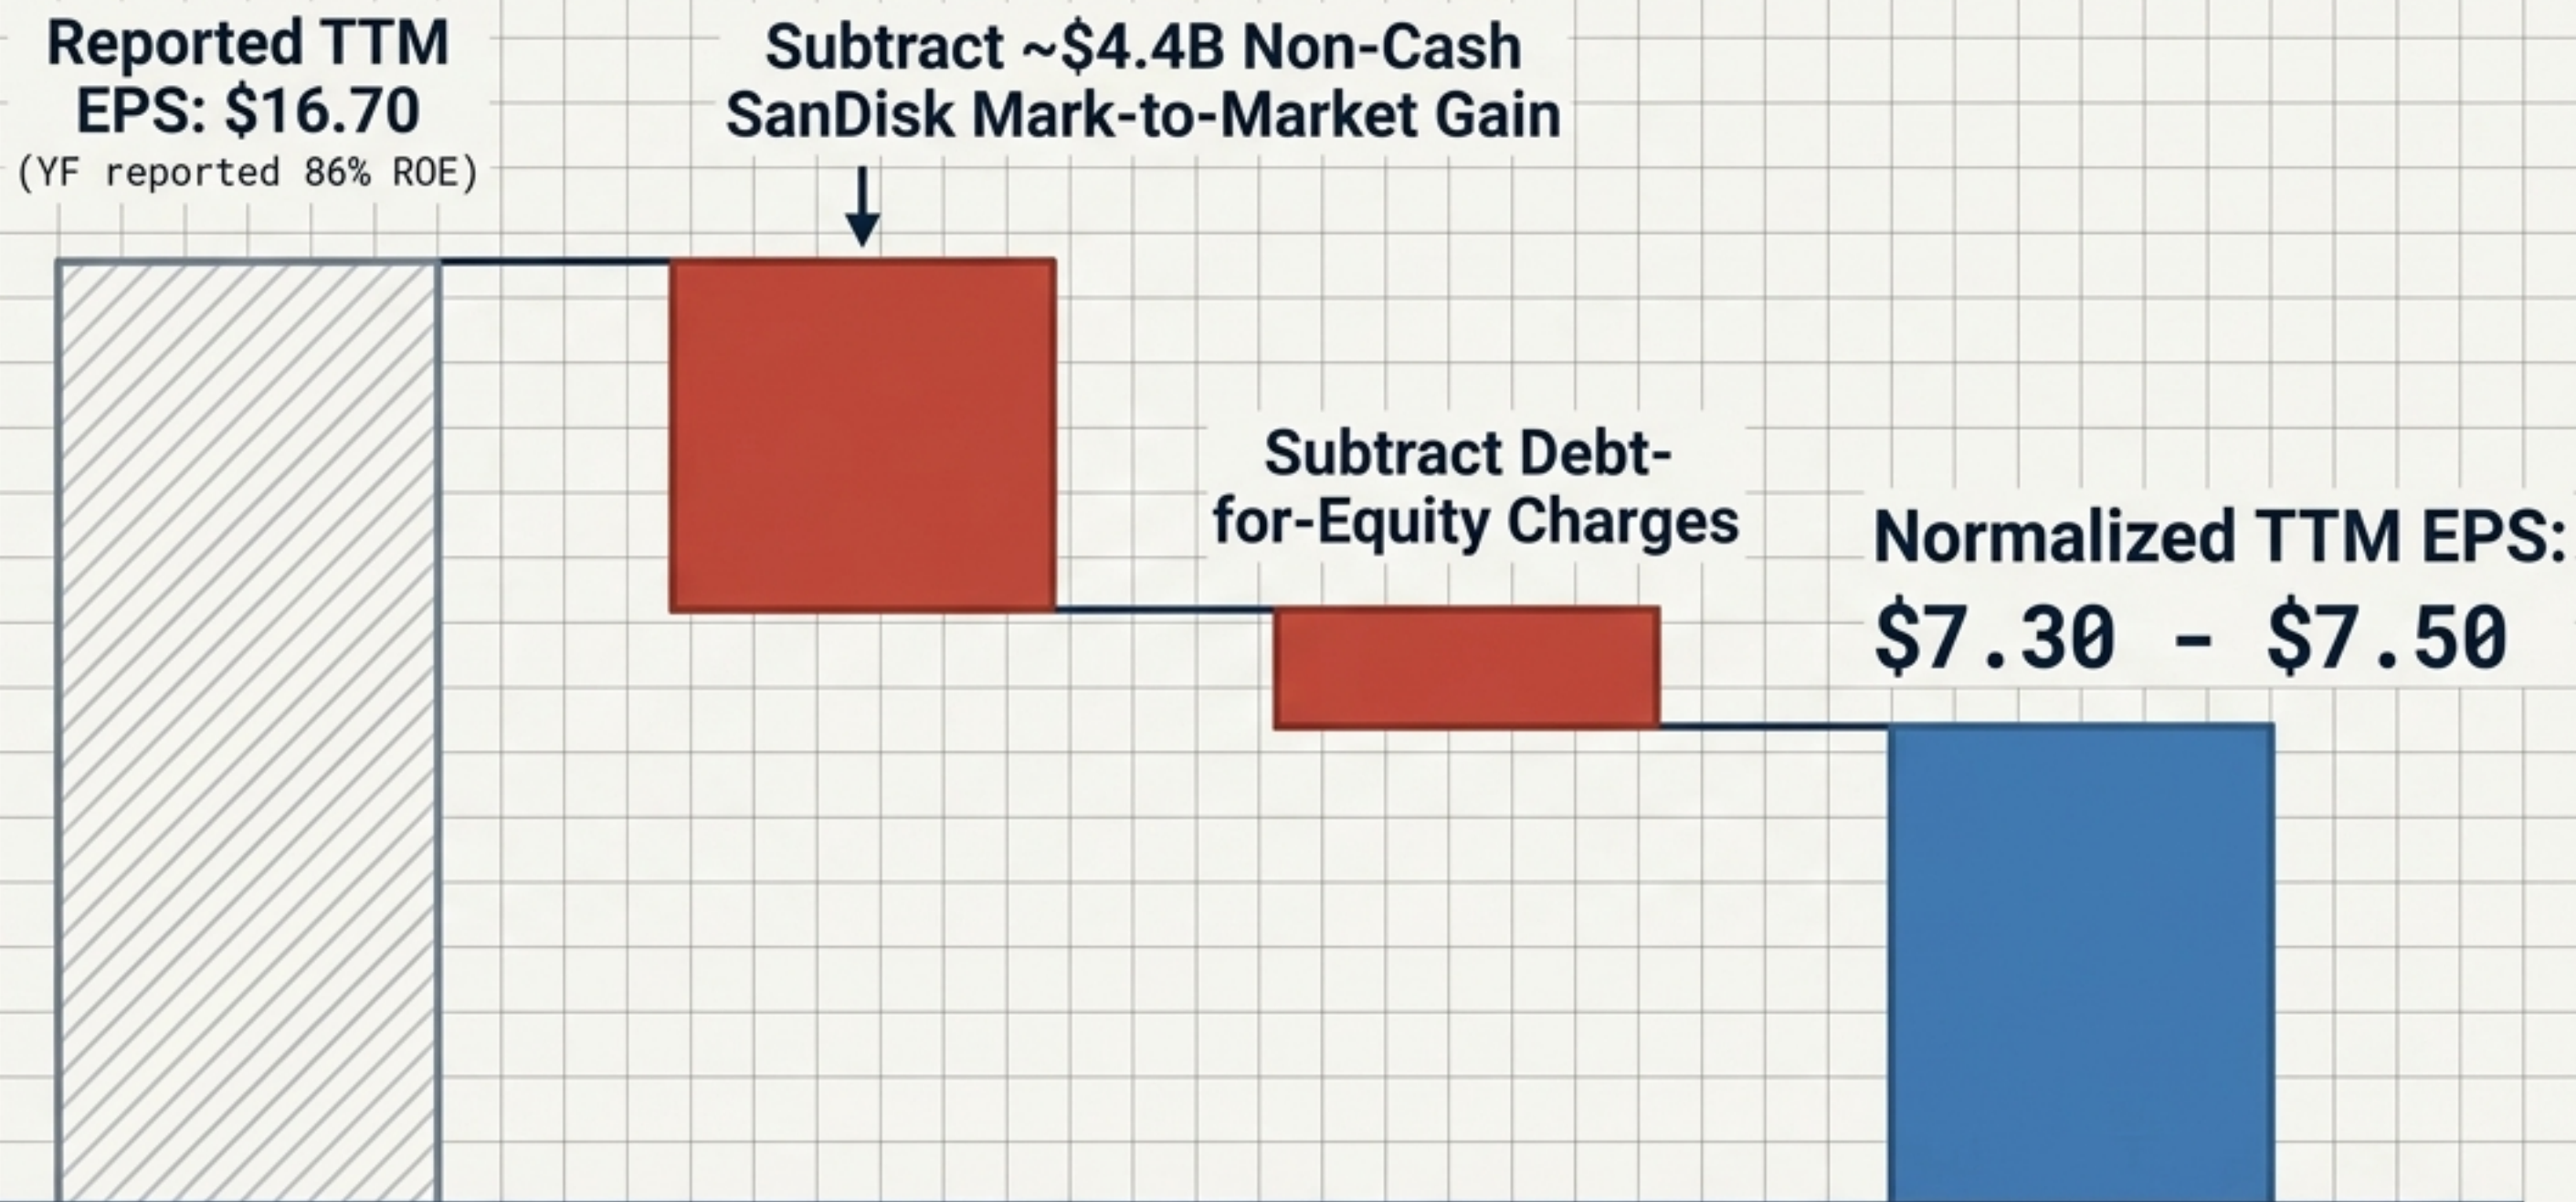 Reported TTM
EPS: $16.70
(YF reported 86% ROE)
Subtract ~$4.4B Non-Cash
SanDisk Mark-to-Market Gain
Subtract Debt-
for-Equity Charges
Normalized TTM EPS:
$7.30 - $7.50